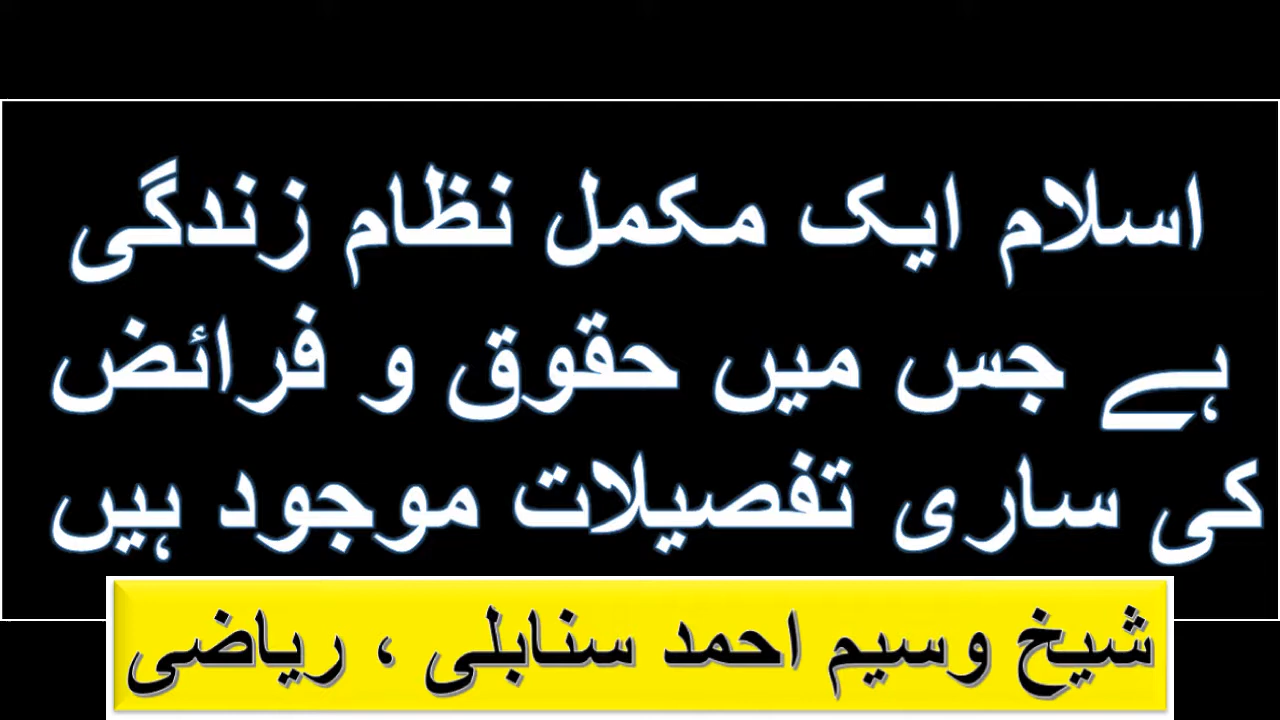 اسلام ایک مکمل نظام زندگی
ہے جس میں حقوق و فرائض
کی ساری تفصیلات موجود ہیں
شیخ وسیم احمد سنابلی ، ریاضی